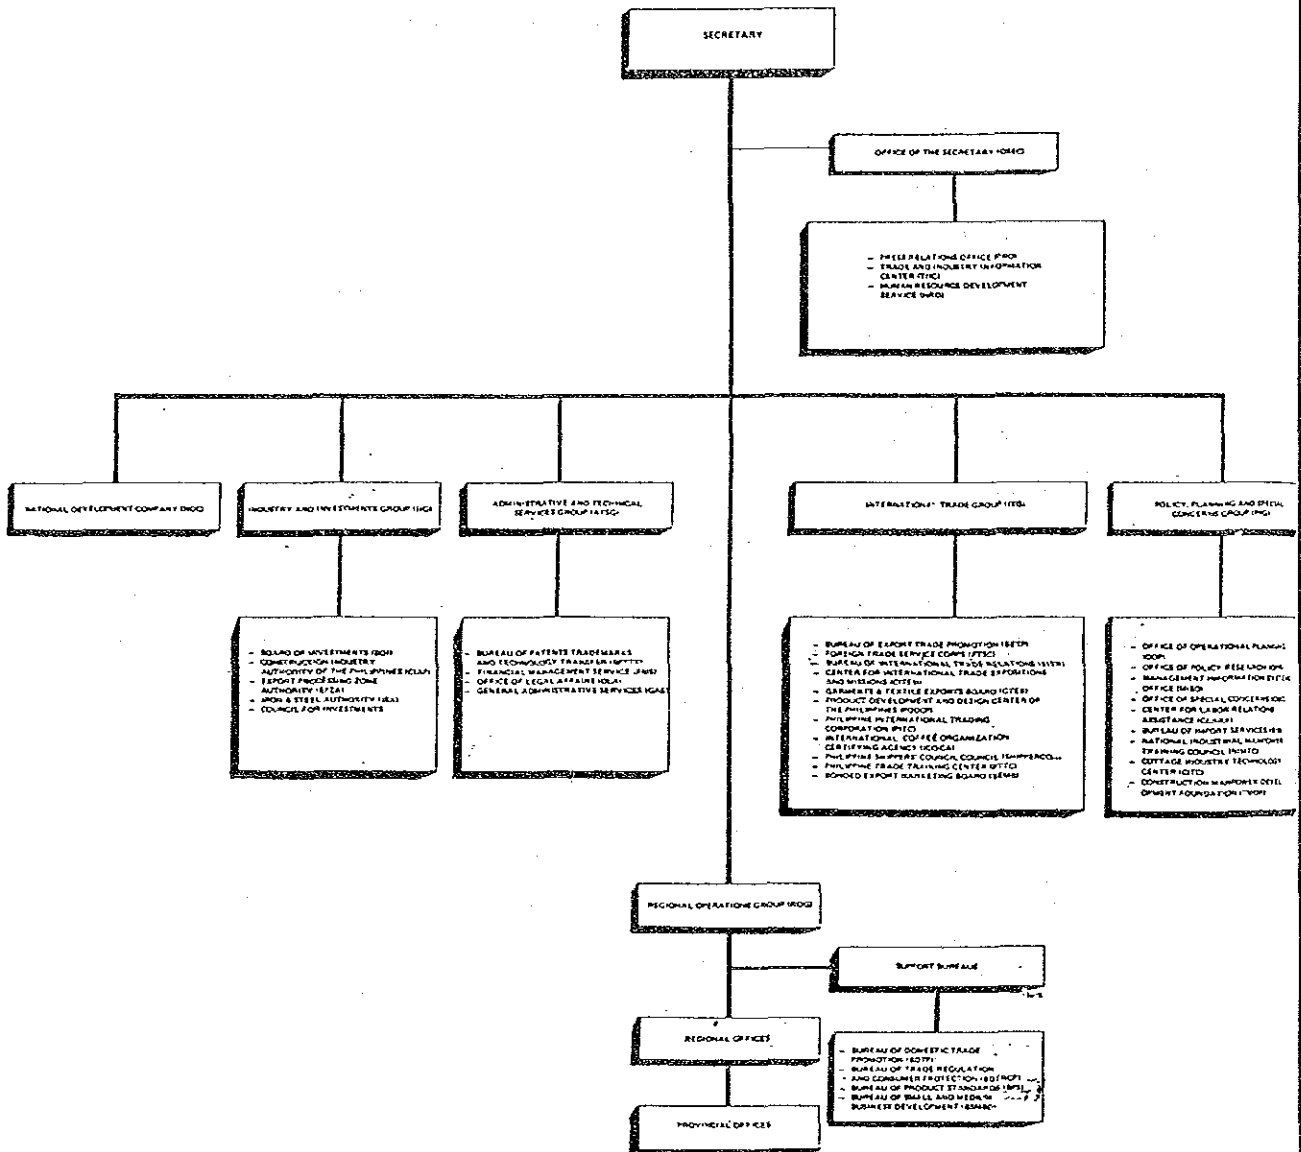 SECRETARY
OFFICE OF THE SECRETARY (OSEC)
– PRESS RELATIONS OFFICE (PRO)
– TRADE AND INDUSTRY INFORMATION
CENTER (TIIC)
– HUMAN RESOURCE DEVELOPMENT
SERVICE (HRD)
NATIONAL DEVELOPMENT COMPANY (NDC)
INDUSTRY AND INVESTMENTS GROUP (IIG)
ADMINISTRATIVE AND TECHNICAL
SERVICES GROUP (ATSG)
INTERNATIONAL TRADE GROUP (ITG)
POLICY, PLANNING AND SPECIAL
CONCERNS GROUP (PIG)
– BOARD OF INVESTMENTS (BOI)
– CONSTRUCTION INDUSTRY
AUTHORITY OF THE PHILIPPINES (CIAP)
– EXPORT PROCESSING ZONE
AUTHORITY (EPZA)
– IRON & STEEL AUTHORITY (ISA)
– COUNCIL FOR INVESTMENTS
– BUREAU OF PATENTS TRADEMARKS
AND TECHNOLOGY TRANSFER (BPTTT)
– FINANCIAL MANAGEMENT SERVICE (FMS)
– OFFICE OF LEGAL AFFAIRS (OLA)
– GENERAL ADMINISTRATIVE SERVICES (GAS)
– BUREAU OF EXPORT TRADE PROMOTION (BETP)
– FOREIGN TRADE SERVICE CORPS (FTSC)
– BUREAU OF INTERNATIONAL TRADE RELATIONS (BITR)
– CENTER FOR INTERNATIONAL TRADE EXPOSITIONS
AND MISSIONS (CITEM)
– GARMENTS & TEXTILE EXPORTS BOARD (GTEB)
– PRODUCT DEVELOPMENT AND DESIGN CENTER OF
THE PHILIPPINES (PDDCP)
– PHILIPPINE INTERNATIONAL TRADING
CORPORATION (PITC)
– INTERNATIONAL COFFEE ORGANIZATION
CERTIFYING AGENCY (ICOCA)
– PHILIPPINE SHIPPERS' COUNCIL COUNCIL (SHIPPERCO
– PHILIPPINE TRADE TRAINING CENTER (PTTC)
– BONDED EXPORT MARKETING BOARD (BEMB)
– OFFICE OF OPERATIONAL PLANNING
(OOP)
– OFFICE OF POLICY RESEARCH
– MANAGEMENT INFORMATION
OFFICE (MISO)
– OFFICE OF SPECIAL CONCERNS
– CENTER FOR LABOR RELATION
ASSISTANCE
– BUREAU OF IMPORT SERVICES
– NATIONAL INDUSTRIAL MANPOWER
TRAINING COUNCIL (NIMTC)
– COTTAGE INDUSTRY TECHNOLOGY
CENTER (CITC)
– CONSTRUCTION MANPOWER DEVEL
OPMENT FOUNDATION
REGIONAL OPERATIONS GROUP (ROG)
SUPPORT BUREAUS
REGIONAL OFFICES
– BUREAU OF DOMESTIC TRADE
PROMOTION (BDTP)
– BUREAU OF TRADE REGULATION
AND CONSUMER PROTECTION (BTRCP)
– BUREAU OF PRODUCT STANDARDS (BPS)
– BUREAU OF SMALL AND MEDIUM
BUSINESS DEVELOPMENT (BSMBD)
PROVINCIAL OFFICES